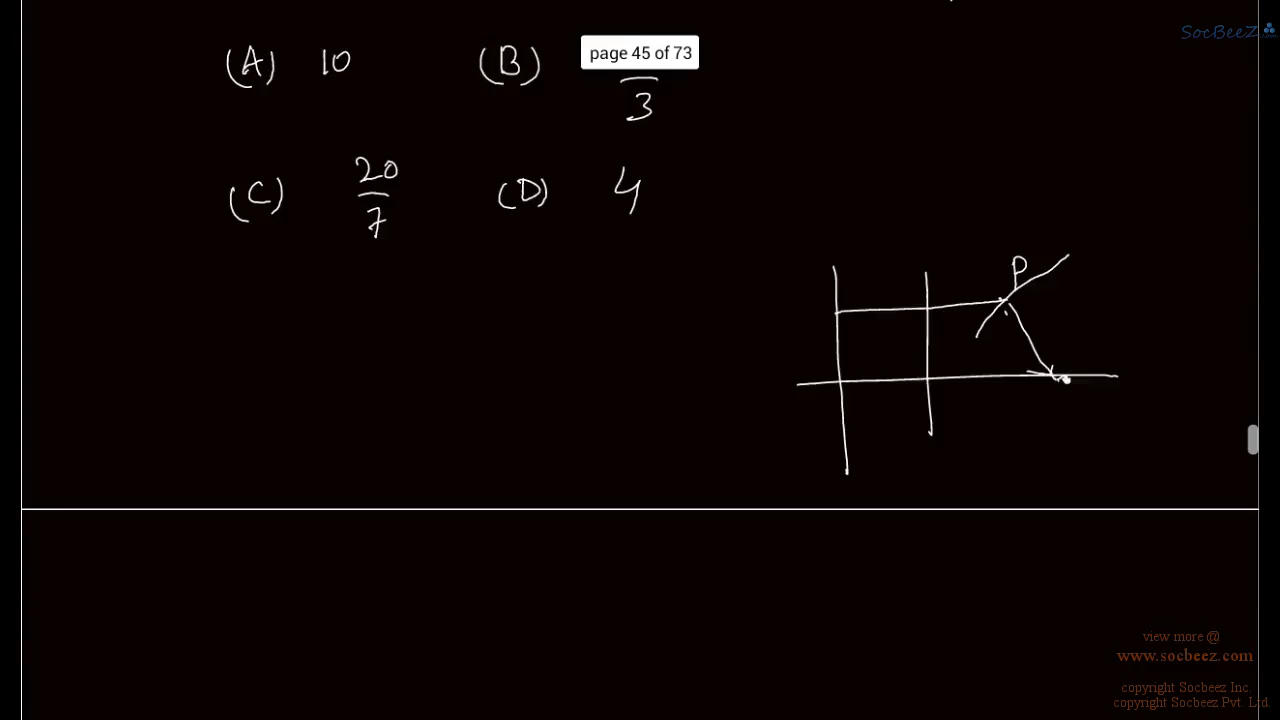 SocBeeZ
(A) 10 (B) page 45 of 73
3
(C) 20/7 (D) 4
P
view more @
www.socbeez.com
copyright Socbeez Inc.
copyright Socbeez Pvt. Ltd.